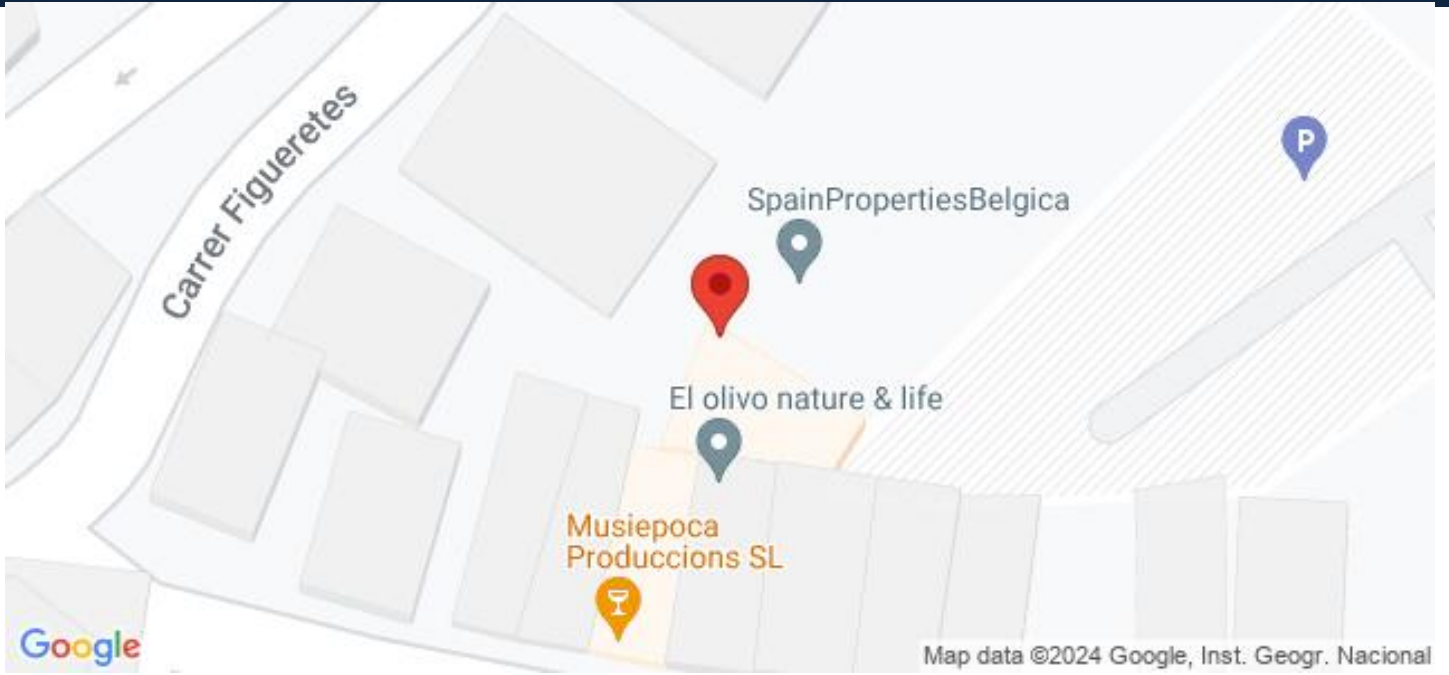 P
SpainPropertiesBelgica
Carrer Figueretes
El olivo nature & life
Musiepoca
Produccions SL
Google
Map data ©2024 Google, Inst. Geogr. Nacional